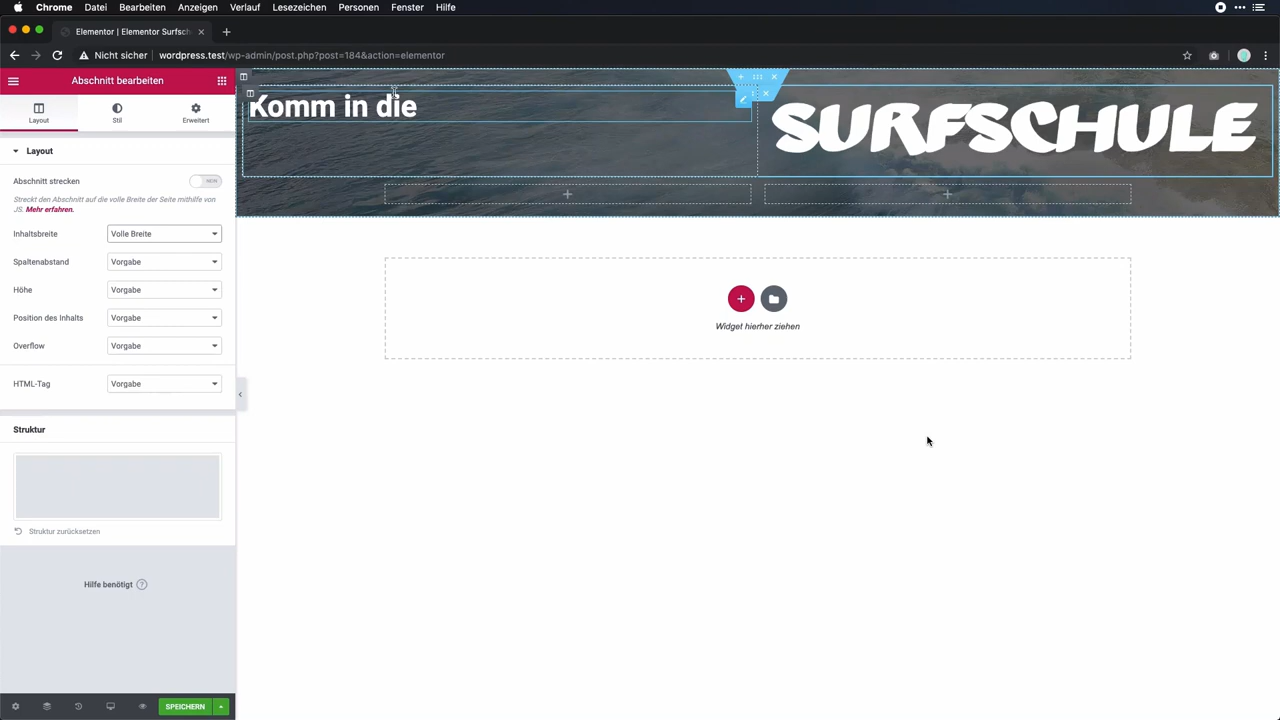 Chrome Datei Bearbeiten Anzeigen Verlauf Lesezeichen Personen Fenster Hilfe
Elementor | Elementor Surfsch
Nicht sicher | wordpress.test/wp-admin/post.php?post=184&action=elementor
Abschnitt bearbeiten
Layout Stil Erweitert
Layout
Abschnitt strecken NEIN
Streckt den Abschnitt auf die volle Breite der Seite mithilfe von
JS. Mehr erfahren.
Inhaltsbreite Volle Breite
Spaltenabstand Vorgabe
Höhe Vorgabe
Position des Inhalts Vorgabe
Overflow Vorgabe
HTML-Tag Vorgabe
Struktur
Struktur zurücksetzen
Hilfe benötigt ?
SPEICHERN
Komm in die
SURFSCHULE
Widget hierher ziehen